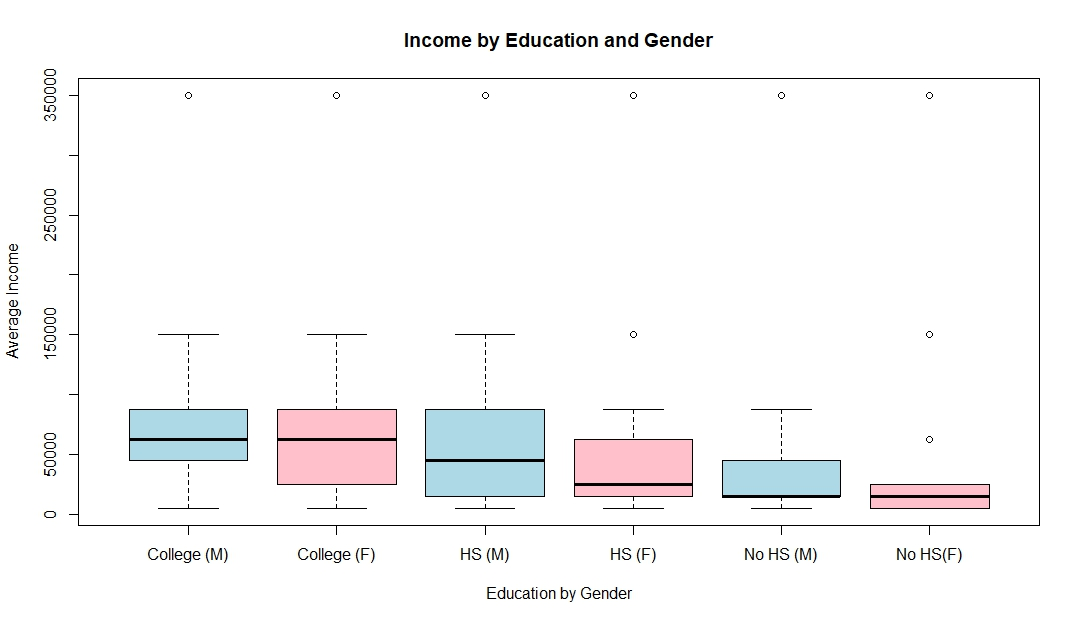 Income by Education and Gender
350000
250000
150000
50000
0
Average Income
College (M) College (F) HS (M) HS (F) No HS (M) No HS(F)
Education by Gender